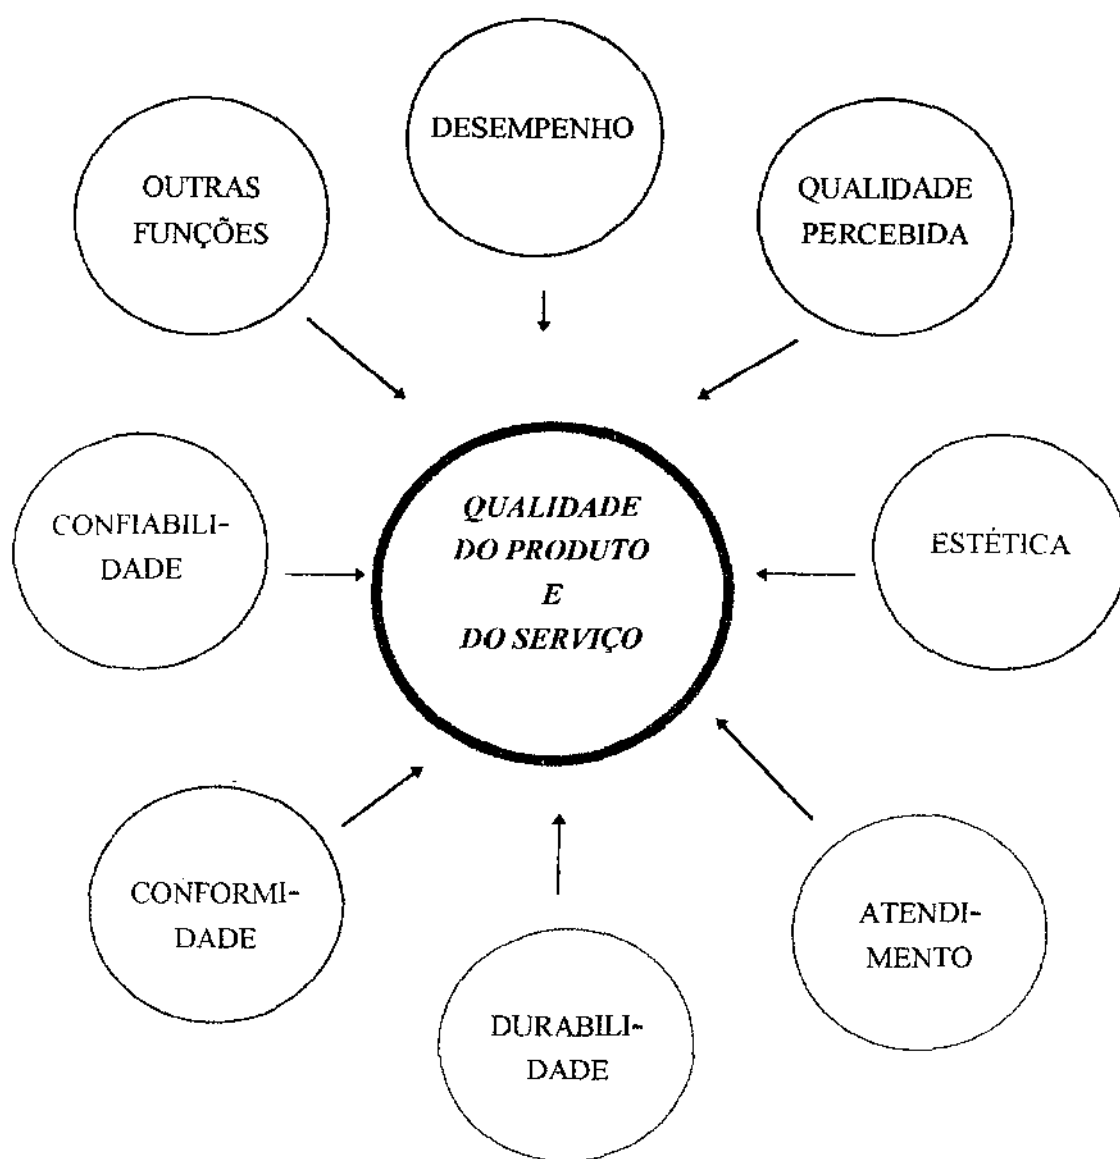 DESEMPENHO
OUTRAS
FUNÇÕES
QUALIDADE
PERCEBIDA
CONFIABILI-
DADE
QUALIDADE
DO PRODUTO
E
DO SERVIÇO
ESTÉTICA
CONFORMI-
DADE
ATENDI-
MENTO
DURABILI-
DADE